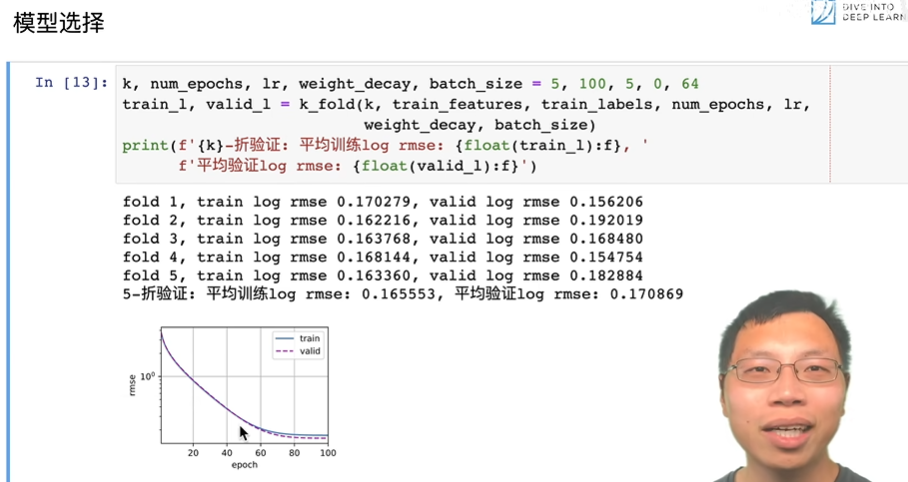 模型选择
DIVE INTO
DEEP LEARN
In [13]:
k, num_epochs, lr, weight_decay, batch_size = 5, 100, 5, 0, 64
train_l, valid_l = k_fold(k, train_features, train_labels, num_epochs, lr,
weight_decay, batch_size)
print(f'{k}-折验证: 平均训练log rmse: {float(train_l):f}, '
f'平均验证log rmse: {float(valid_l):f}')
fold 1, train log rmse 0.170279, valid log rmse 0.156206
fold 2, train log rmse 0.162216, valid log rmse 0.192019
fold 3, train log rmse 0.163768, valid log rmse 0.168480
fold 4, train log rmse 0.168144, valid log rmse 0.154754
fold 5, train log rmse 0.163360, valid log rmse 0.182884
5-折验证: 平均训练log rmse: 0.165553, 平均验证log rmse: 0.170869
train
valid
10⁰
rmse
20 40 60 80 100
epoch